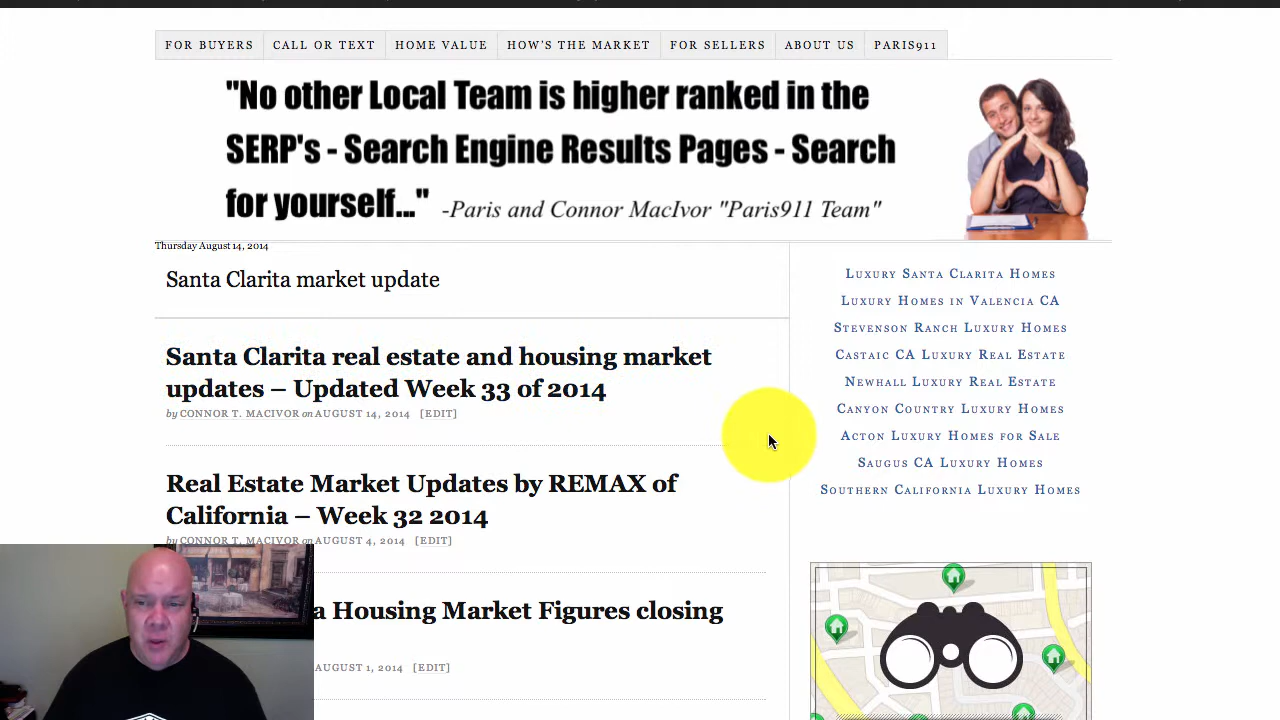 FOR BUYERS
CALL OR TEXT
HOME VALUE
HOW'S THE MARKET
FOR SELLERS
ABOUT US
PARIS911
"No other Local Team is higher ranked in the
SERP's - Search Engine Results Pages - Search
for yourself..." -Paris and Connor MacIvor "Paris911 Team"
Thursday August 14, 2014
Santa Clarita market update
Santa Clarita real estate and housing market
updates – Updated Week 33 of 2014
by CONNOR T. MACIVOR on AUGUST 14, 2014 [EDIT]
Real Estate Market Updates by REMAX of
California – Week 32 2014
by CONNOR T. MACIVOR on AUGUST 4, 2014 [EDIT]
a Housing Market Figures closing
AUGUST 1, 2014 [EDIT]
Luxury Santa Clarita Homes
Luxury Homes in Valencia CA
Stevenson Ranch Luxury Homes
Castaic CA Luxury Real Estate
Newhall Luxury Real Estate
Canyon Country Luxury Homes
Acton Luxury Homes for Sale
Saugus CA Luxury Homes
Southern California Luxury Homes